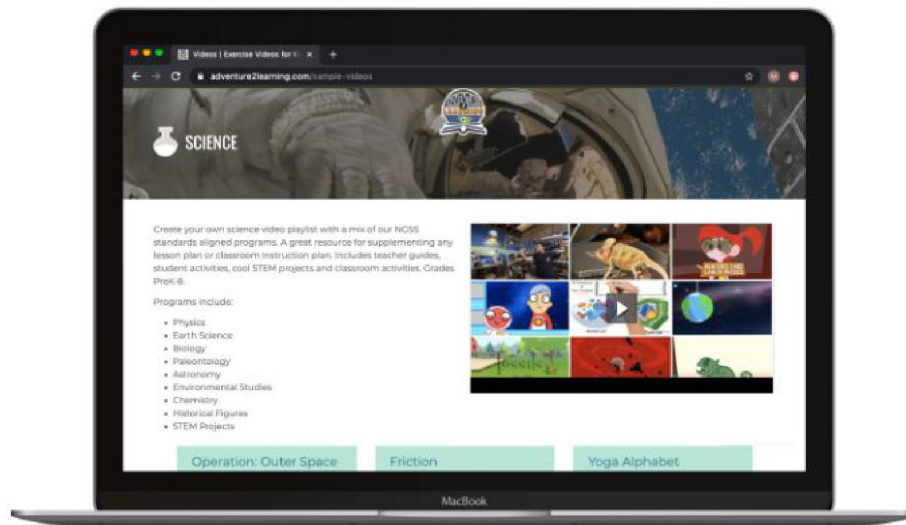 Videos | Exercise Videos for
adventure2learning.com/sample-videos
SCIENCE
Create your own science video playlist with a mix of our NGSS
standards aligned programs. A great resource for supplementing any
lesson plan or classroom instruction plan. Includes teacher guides,
student activities, cool STEM projects and classroom activities. Grades
PreK-8.
Programs include:
• Physics
• Earth Science
• Biology
• Paleontology
• Astronomy
• Environmental Studies
• Chemistry
• Historical Figures
• STEM Projects
fossils
Operation: Outer Space
Friction
Yoga Alphabet
MacBook